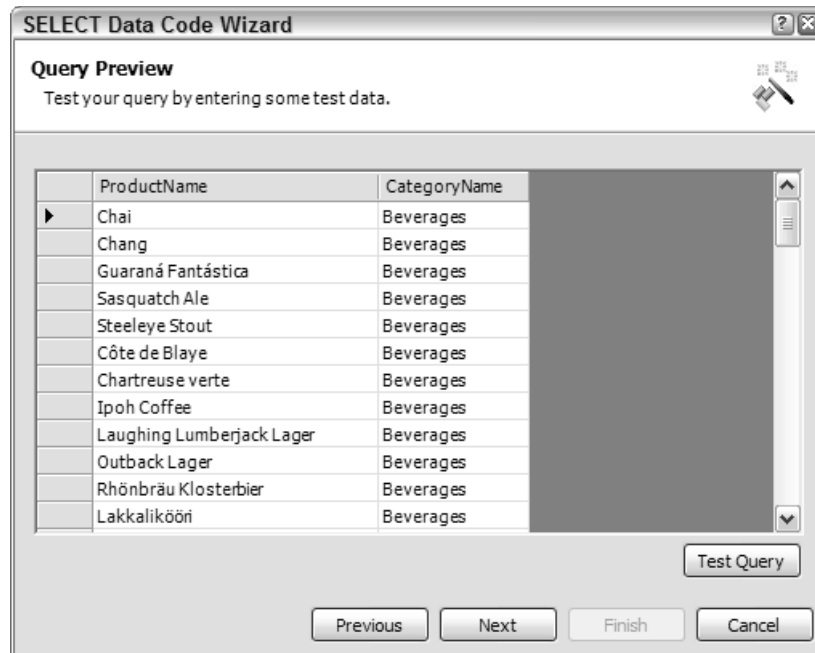 SELECT Data Code Wizard
Query Preview
Test your query by entering some test data.
ProductName CategoryName
Chai Beverages
Chang Beverages
Guaraná Fantástica Beverages
Sasquatch Ale Beverages
Steeleye Stout Beverages
Côte de Blaye Beverages
Chartreuse verte Beverages
Ipoh Coffee Beverages
Laughing Lumberjack Lager Beverages
Outback Lager Beverages
Rhönbräu Klosterbier Beverages
Lakkalikööri Beverages
Test Query
Previous Next Finish Cancel